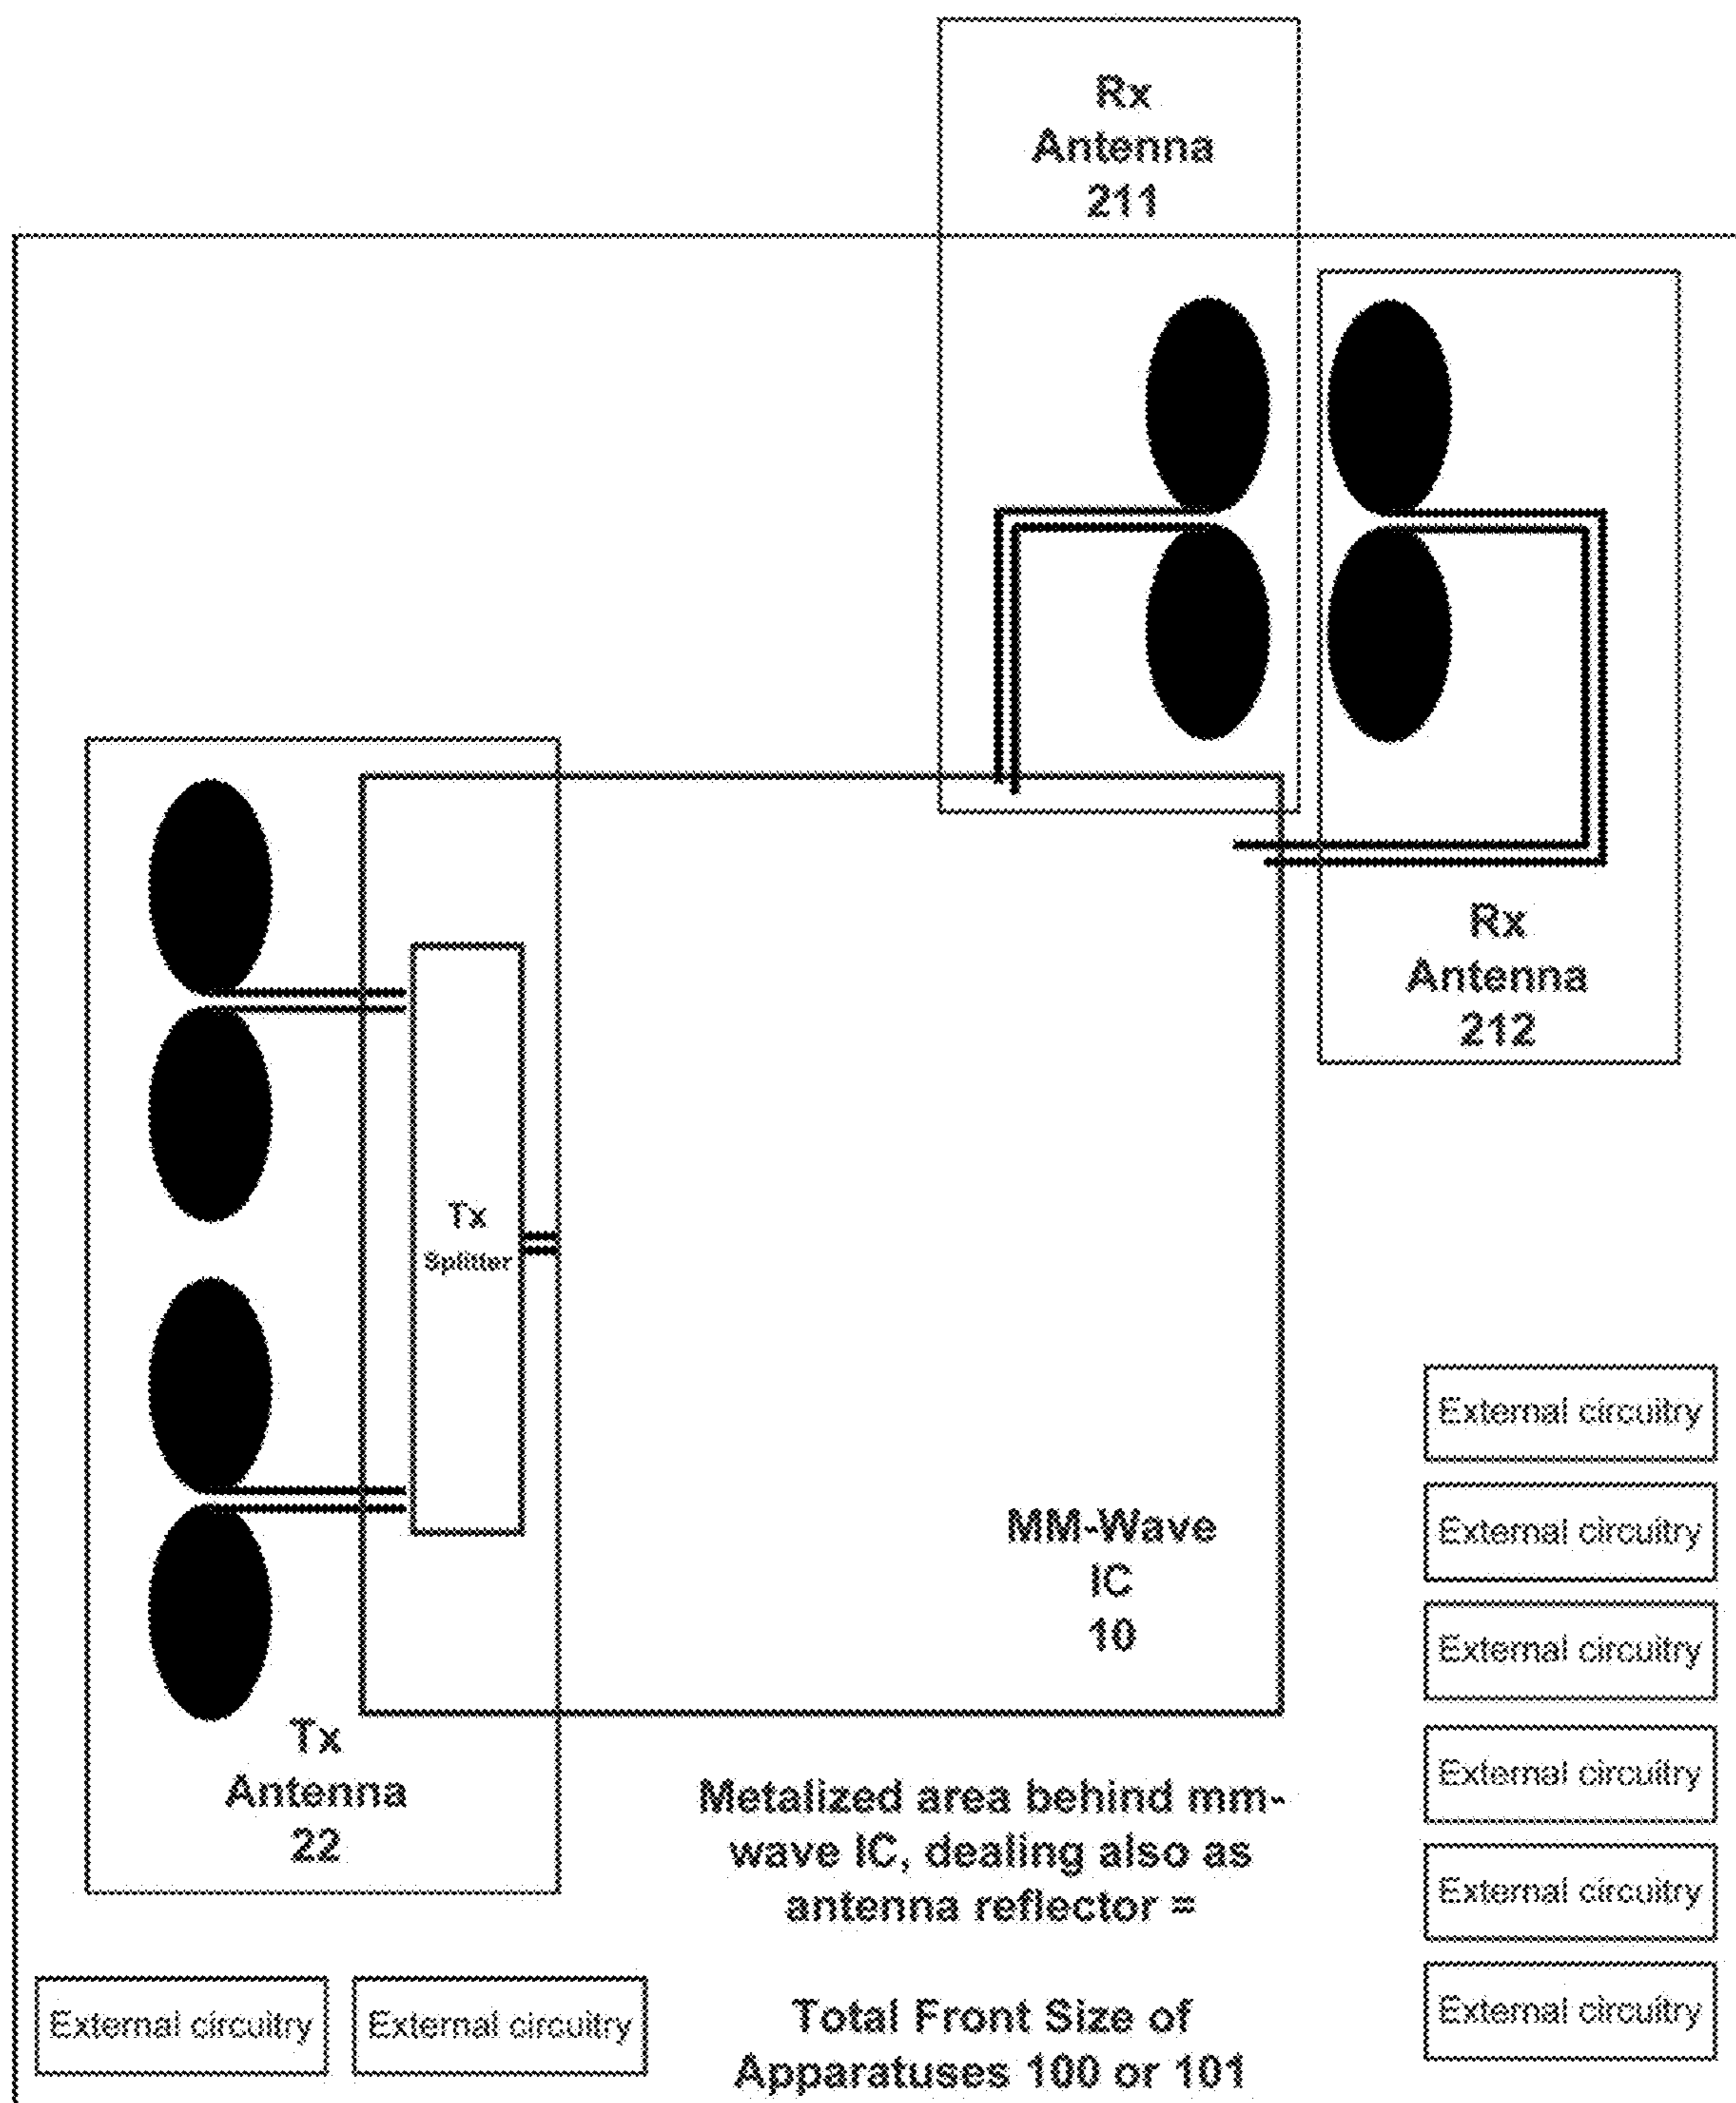 Rx
Antenna
211
Rx
Antenna
212
Tx
Splitter
MM-Wave
IC
10
Tx
Antenna
22
Metalized area behind mm-
wave IC, dealing also as
antenna reflector =
Total Front Size of
Apparatuses 100 or 101
External circuitry
External circuitry
External circuitry
External circuitry
External circuitry
External circuitry
External circuitry
External circuitry